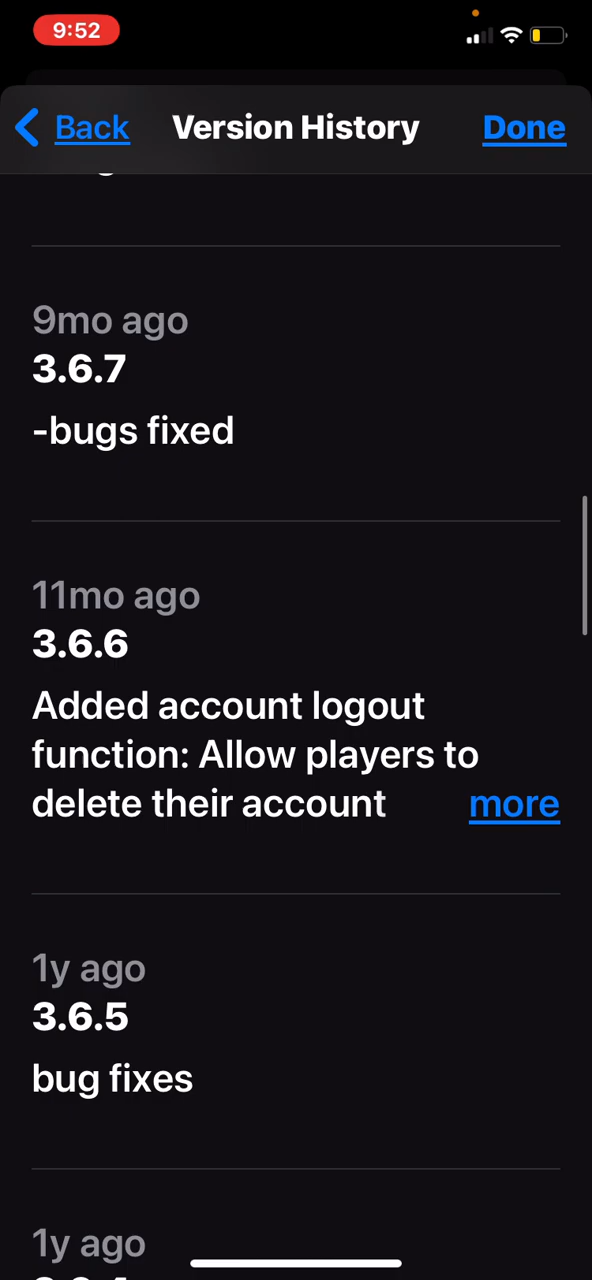 9:52
Back Version History Done
9mo ago
3.6.7
-bugs fixed
11mo ago
3.6.6
Added account logout
function: Allow players to
delete their account more
1y ago
3.6.5
bug fixes
1y ago